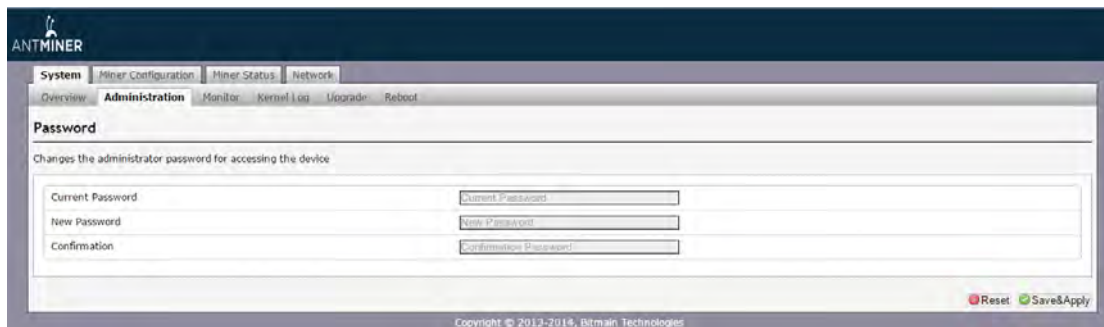 ANTMINER
System Miner Configuration Miner Status Network
Overview Administration Monitor Kernel Log Upgrade Reboot
Password
Changes the administrator password for accessing the device
Current Password Current Password
New Password New Password
Confirmation Confirmation Password
Reset Save&Apply
Copyright © 2013-2014, Bitmain Technologies